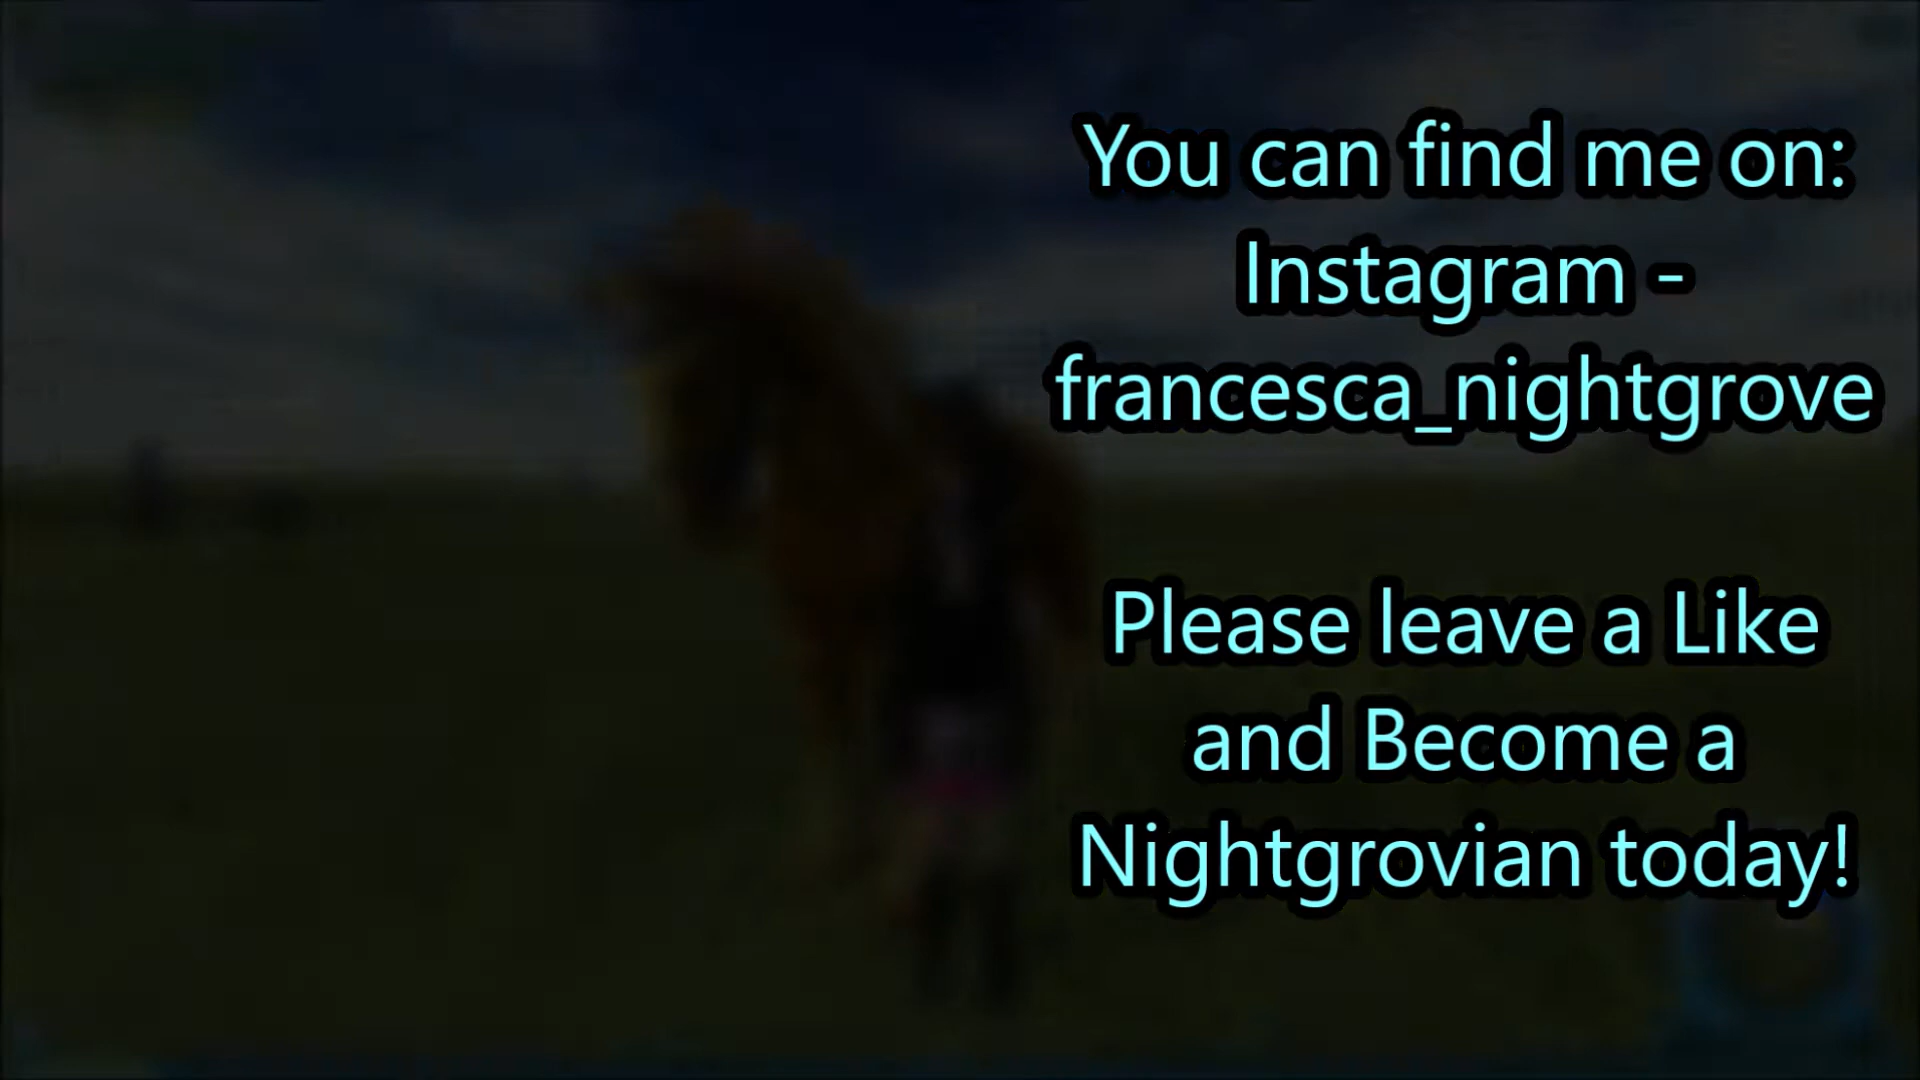 You can find me on:
Instagram -
francesca_nightgrove
Please leave a Like
and Become a
Nightgrovian today!